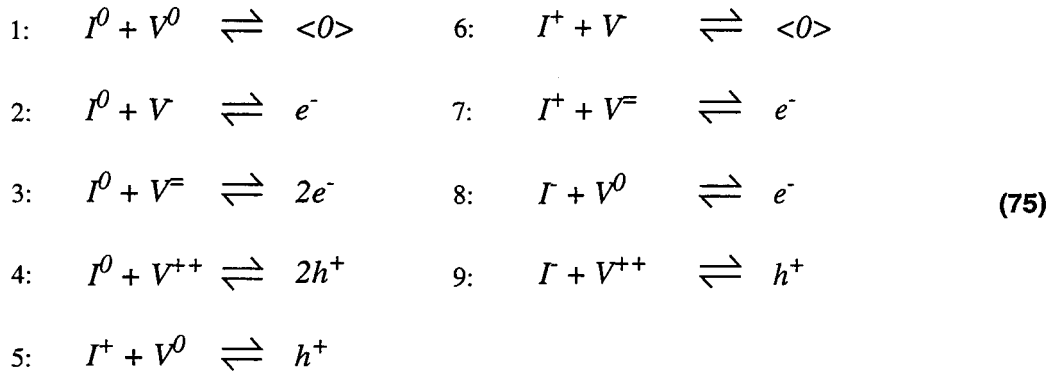 1: I⁰ + V⁰ ⇌ <0> 6: I⁺ + V⁻ ⇌ <0>
2: I⁰ + V⁻ ⇌ e⁻ 7: I⁺ + V⁼ ⇌ e⁻
3: I⁰ + V⁼ ⇌ 2e⁻ 8: I⁻ + V⁰ ⇌ e⁻
(75)
4: I⁰ + V⁺⁺ ⇌ 2h⁺ 9: I⁻ + V⁺⁺ ⇌ h⁺
5: I⁺ + V⁰ ⇌ h⁺